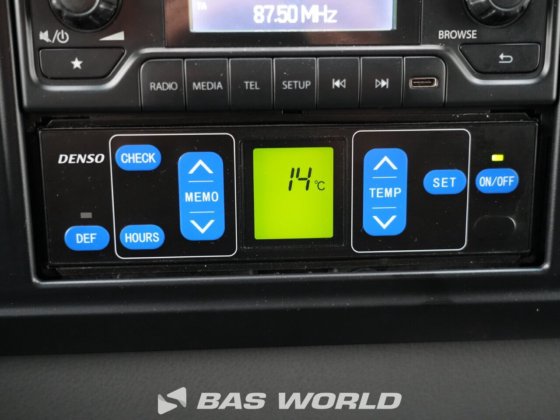 TA
87.50 MHz
BROWSE
RADIO MEDIA TEL SETUP
DENSO CHECK MEMO 14°C TEMP SET ON/OFF
DEF HOURS
BAS WORLD